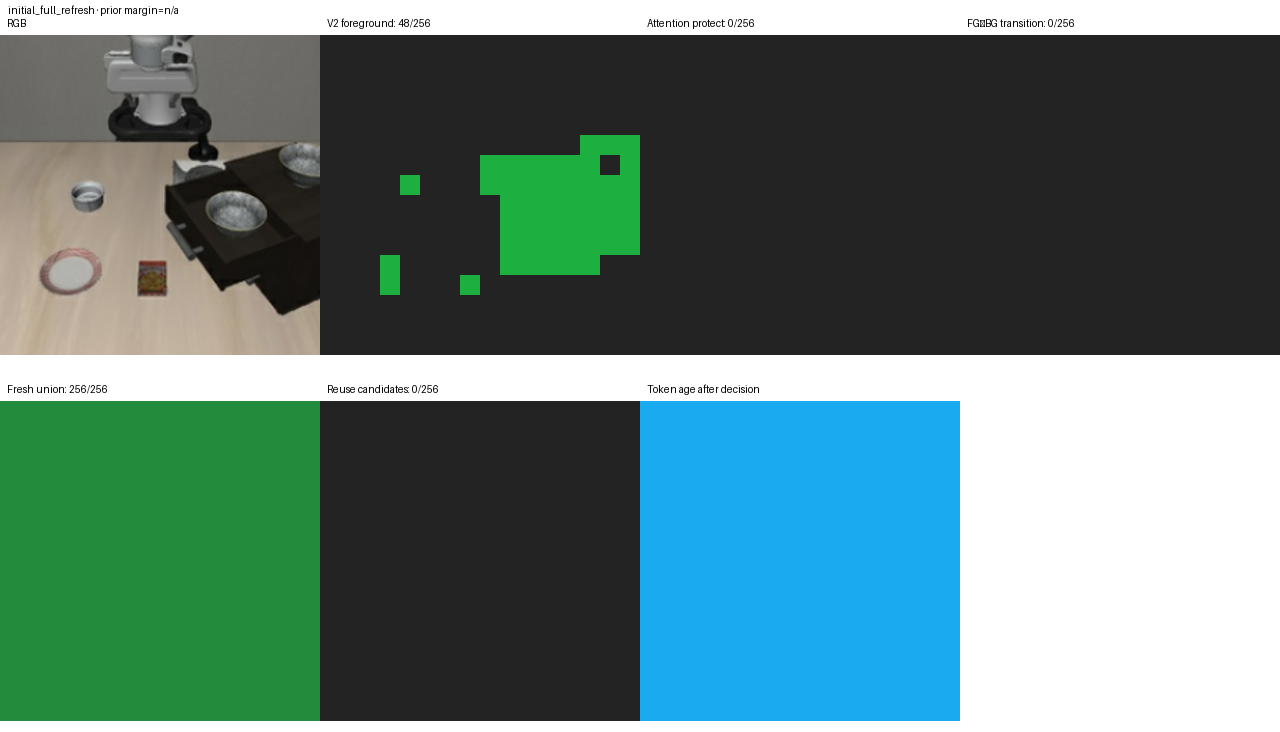 initial_full_refresh · prior margin=n/a
RGB
V2 foreground: 48/256
Attention protect: 0/256
transition: 0/256
Fresh union: 256/256
Reuse candidates: 0/256
Token age after decision